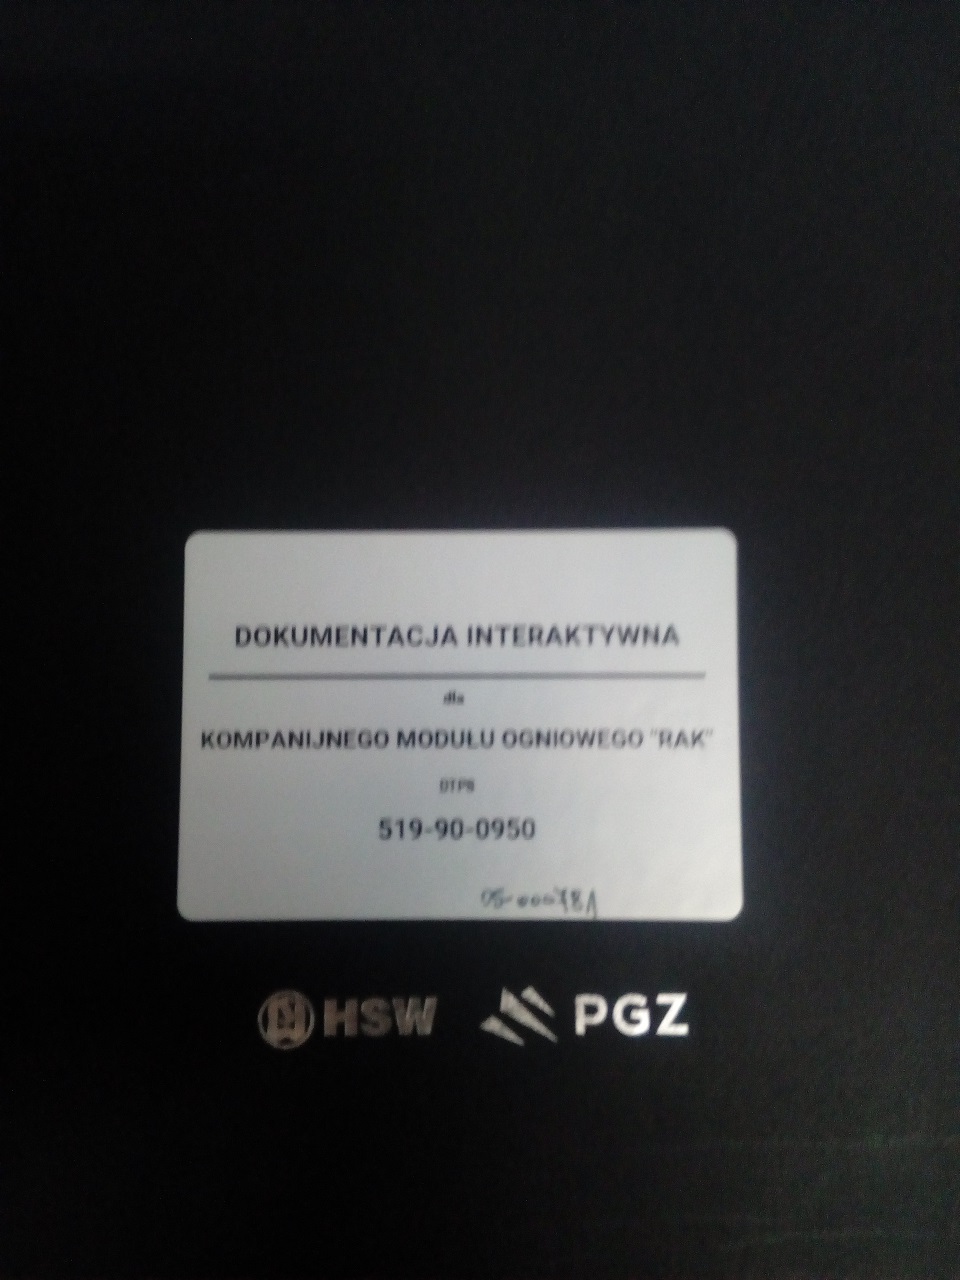 DOKUMENTACJA INTERAKTYWNA
dla
KOMPANIJNEGO MODUŁU OGNIOWEGO "RAK"
DTPS
519-90-0950
HSW PGZ